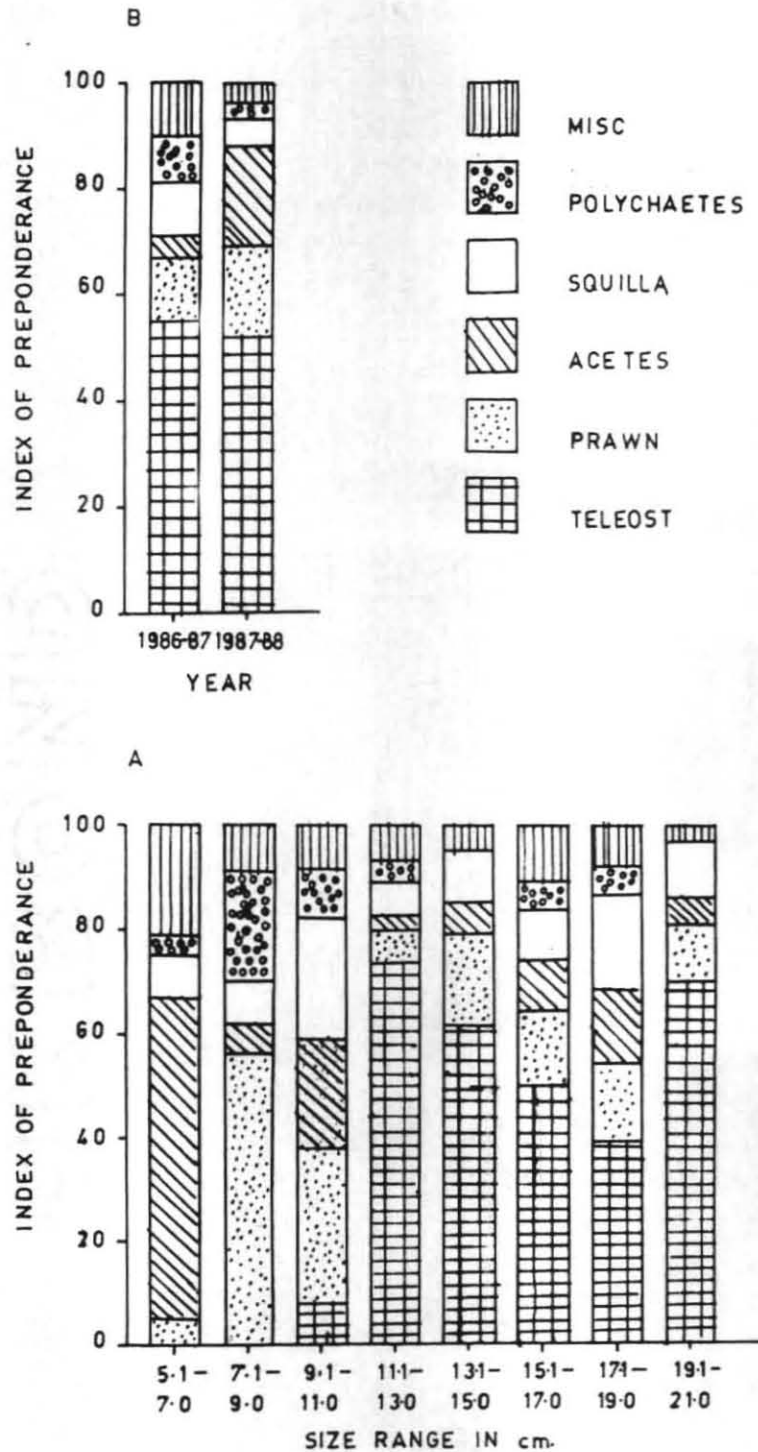 B
INDEX OF PREPONDERANCE
100
80
60
40
20
0
1986-87 1987-88
YEAR
MISC
POLYCHAETES
SQUILLA
ACETES
PRAWN
TELEOST
A
INDEX OF PREPONDERANCE
100
80
60
40
20
0
5·1– 7·1– 9·1– 11·1– 13·1– 15·1– 17·1– 19·1–
7·0 9·0 11·0 13·0 15·0 17·0 19·0 21·0
SIZE RANGE IN cm.